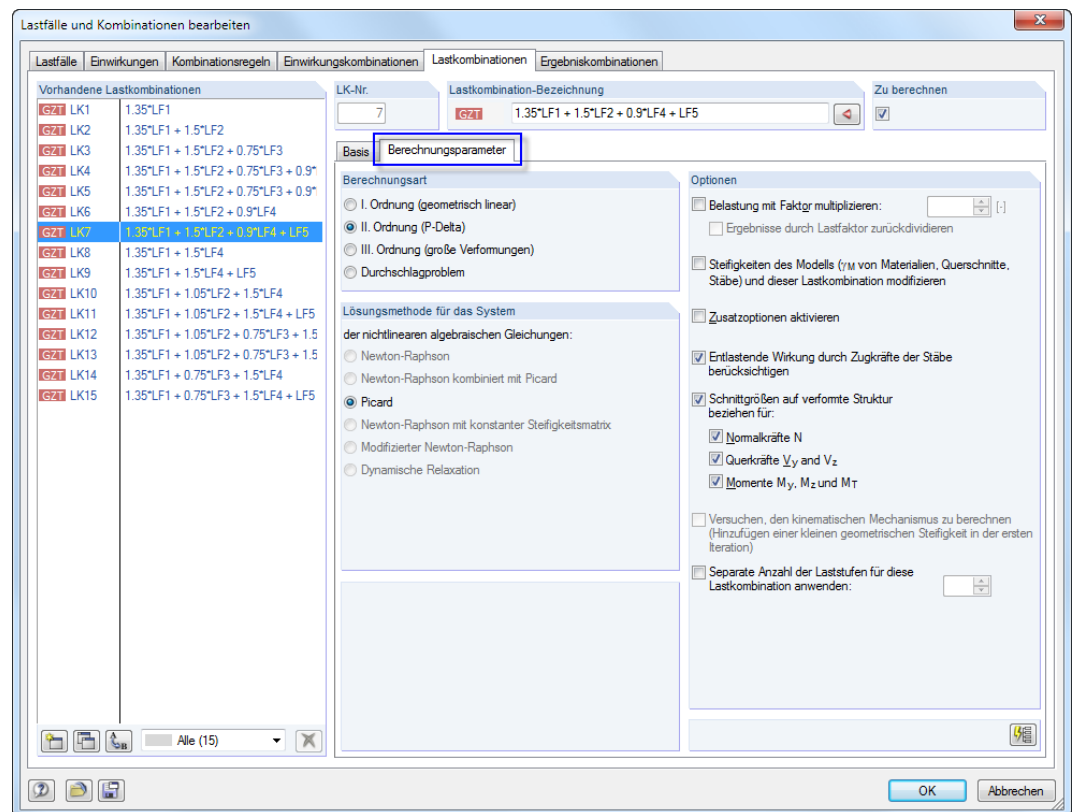 Lastfälle und Kombinationen bearbeiten
Lastfälle Einwirkungen Kombinationsregeln Einwirkungskombinationen Lastkombinationen Ergebniskombinationen
Vorhandene Lastkombinationen
GZT LK1 1.35*LF1
GZT LK2 1.35*LF1 + 1.5*LF2
GZT LK3 1.35*LF1 + 1.5*LF2 + 0.75*LF3
GZT LK4 1.35*LF1 + 1.5*LF2 + 0.75*LF3 + 0.9*
GZT LK5 1.35*LF1 + 1.5*LF2 + 0.75*LF3 + 0.9*
GZT LK6 1.35*LF1 + 1.5*LF2 + 0.9*LF4
GZT LK7 1.35*LF1 + 1.5*LF2 + 0.9*LF4 + LF5
GZT LK8 1.35*LF1 + 1.5*LF4
GZT LK9 1.35*LF1 + 1.5*LF4 + LF5
GZT LK10 1.35*LF1 + 1.05*LF2 + 1.5*LF4
GZT LK11 1.35*LF1 + 1.05*LF2 + 1.5*LF4 + LF5
GZT LK12 1.35*LF1 + 1.05*LF2 + 0.75*LF3 + 1.5
GZT LK13 1.35*LF1 + 1.05*LF2 + 0.75*LF3 + 1.5
GZT LK14 1.35*LF1 + 0.75*LF3 + 1.5*LF4
GZT LK15 1.35*LF1 + 0.75*LF3 + 1.5*LF4 + LF5
Alle (15)
LK-Nr.
7
Lastkombination-Bezeichnung
GZT 1.35*LF1 + 1.5*LF2 + 0.9*LF4 + LF5
Zu berechnen
Basis Berechnungsparameter
Berechnungsart
I. Ordnung (geometrisch linear)
II. Ordnung (P-Delta)
III. Ordnung (große Verformungen)
Durchschlagproblem
Lösungsmethode für das System
der nichtlinearen algebraischen Gleichungen:
Newton-Raphson
Newton-Raphson kombiniert mit Picard
Picard
Newton-Raphson mit konstanter Steifigkeitsmatrix
Modifizierter Newton-Raphson
Dynamische Relaxation
Optionen
Belastung mit Faktor multiplizieren: [-]
Ergebnisse durch Lastfaktor zurückdividieren
Steifigkeiten des Modells (γM von Materialen, Querschnitte,
Stäbe) und dieser Lastkombination modifizieren
Zusatzoptionen aktivieren
Entlastende Wirkung durch Zugkräfte der Stäbe
berücksichtigen
Schnittgrößen auf verformte Struktur
beziehen für:
Normalkräfte N
Querkräfte Vy and Vz
Momente My, Mz und MT
Versuchen, den kinematischen Mechanismus zu berechnen
(Hinzufügen einer kleinen geometrischen Steifigkeit in der ersten
Iteration)
Separate Anzahl der Laststufen für diese
Lastkombination anwenden:
OK Abbrechen